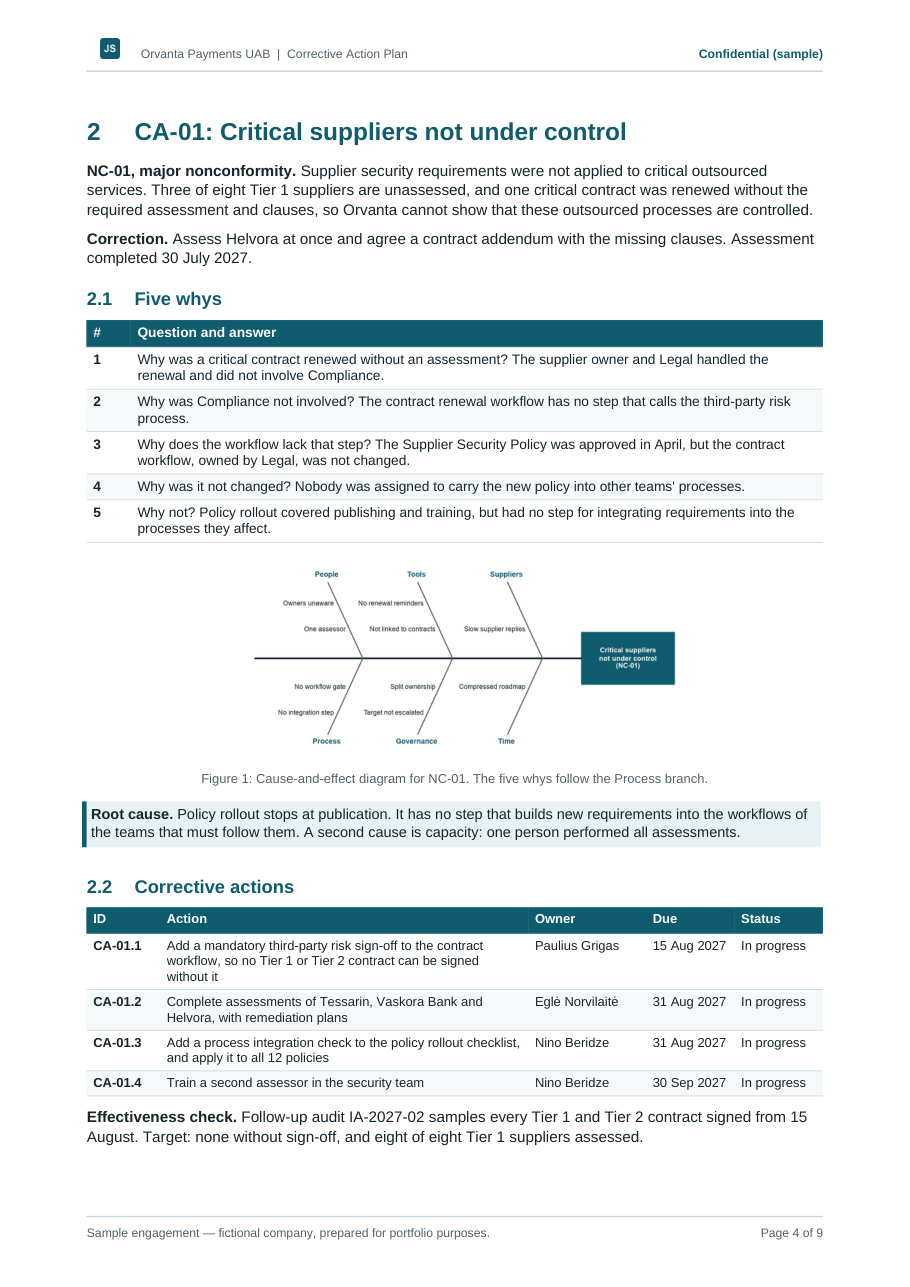 JS
Orvanta Payments UAB | Corrective Action Plan
Confidential (sample)
2 CA-01: Critical suppliers not under control
NC-01, major nonconformity. Supplier security requirements were not applied to critical outsourced
services. Three of eight Tier 1 suppliers are unassessed, and one critical contract was renewed without the
required assessment and clauses, so Orvanta cannot show that these outsourced processes are controlled.
Correction. Assess Helvora at once and agree a contract addendum with the missing clauses. Assessment
completed 30 July 2027.
2.1 Five whys
# Question and answer
1 Why was a critical contract renewed without an assessment? The supplier owner and Legal handled the
renewal and did not involve Compliance.
2 Why was Compliance not involved? The contract renewal workflow has no step that calls the third-party risk
process.
3 Why does the workflow lack that step? The Supplier Security Policy was approved in April, but the contract
workflow, owned by Legal, was not changed.
4 Why was it not changed? Nobody was assigned to carry the new policy into other teams' processes.
5 Why not? Policy rollout covered publishing and training, but had no step for integrating requirements into the
processes they affect.
People Tools Suppliers
Owners unaware No renewal reminders
One assessor Not linked to contracts Slow supplier replies
Critical suppliers
not under control
(NC-01)
No workflow gate Split ownership Compressed roadmap
No integration step Target not escalated
Process Governance Time
Figure 1: Cause-and-effect diagram for NC-01. The five whys follow the Process branch.
Root cause. Policy rollout stops at publication. It has no step that builds new requirements into the workflows of
the teams that must follow them. A second cause is capacity: one person performed all assessments.
2.2 Corrective actions
ID Action Owner Due Status
CA-01.1 Add a mandatory third-party risk sign-off to the contract Paulius Grigas 15 Aug 2027 In progress
workflow, so no Tier 1 or Tier 2 contract can be signed
without it
CA-01.2 Complete assessments of Tessarin, Vaskora Bank and Eglė Norvilaitė 31 Aug 2027 In progress
Helvora, with remediation plans
CA-01.3 Add a process integration check to the policy rollout checklist, Nino Beridze 31 Aug 2027 In progress
and apply it to all 12 policies
CA-01.4 Train a second assessor in the security team Nino Beridze 30 Sep 2027 In progress
Effectiveness check. Follow-up audit IA-2027-02 samples every Tier 1 and Tier 2 contract signed from 15
August. Target: none without sign-off, and eight of eight Tier 1 suppliers assessed.
Sample engagement — fictional company, prepared for portfolio purposes.
Page 4 of 9